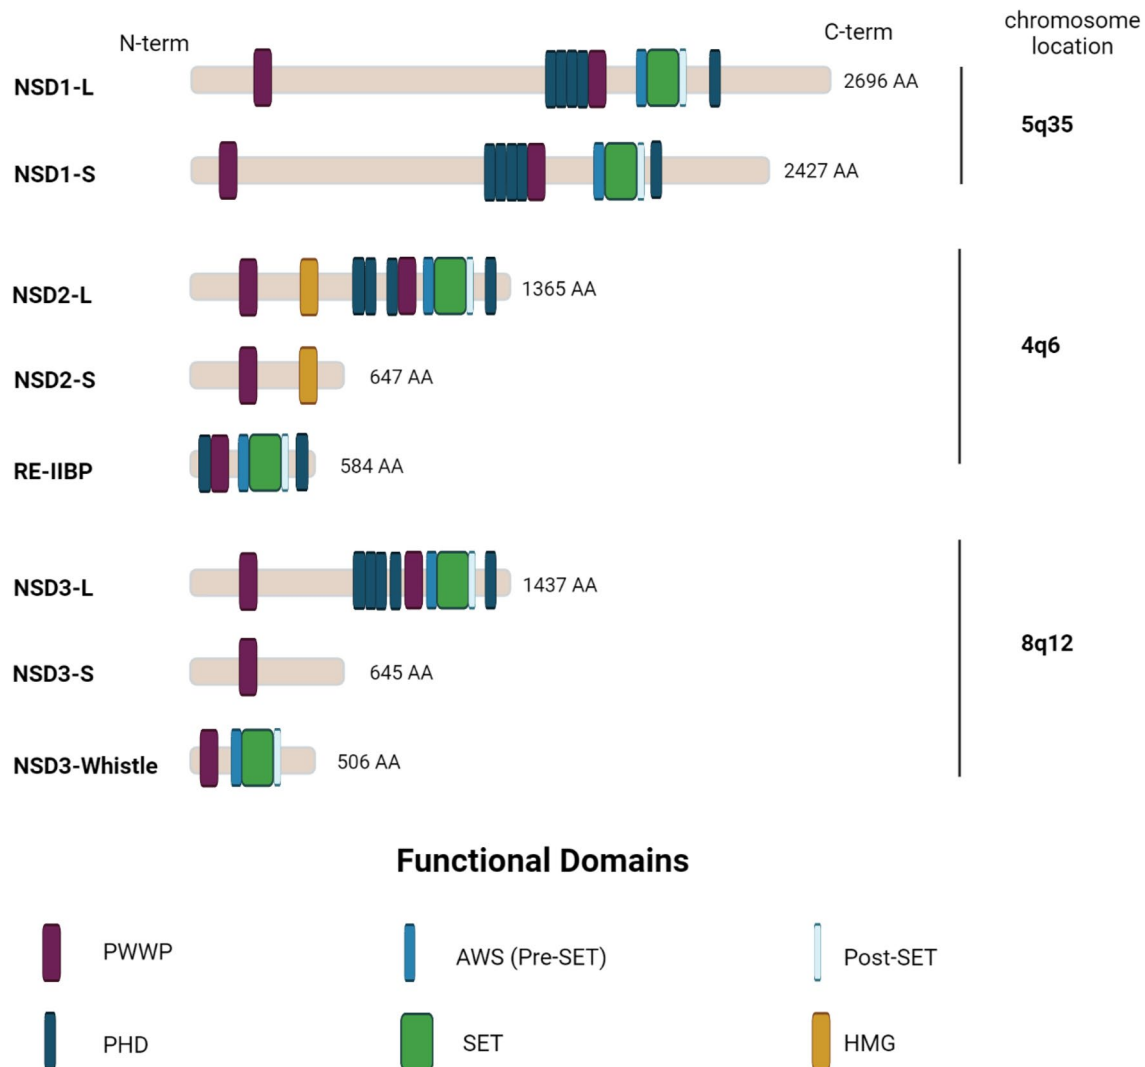 N-term
C-term
chromosome
location
NSD1-L
2696 AA
5q35
NSD1-S
2427 AA
NSD2-L
1365 AA
4q6
NSD2-S
647 AA
RE-IIBP
584 AA
NSD3-L
1437 AA
8q12
NSD3-S
645 AA
NSD3-Whistle
506 AA
Functional Domains
PWWP
AWS (Pre-SET)
Post-SET
PHD
SET
HMG